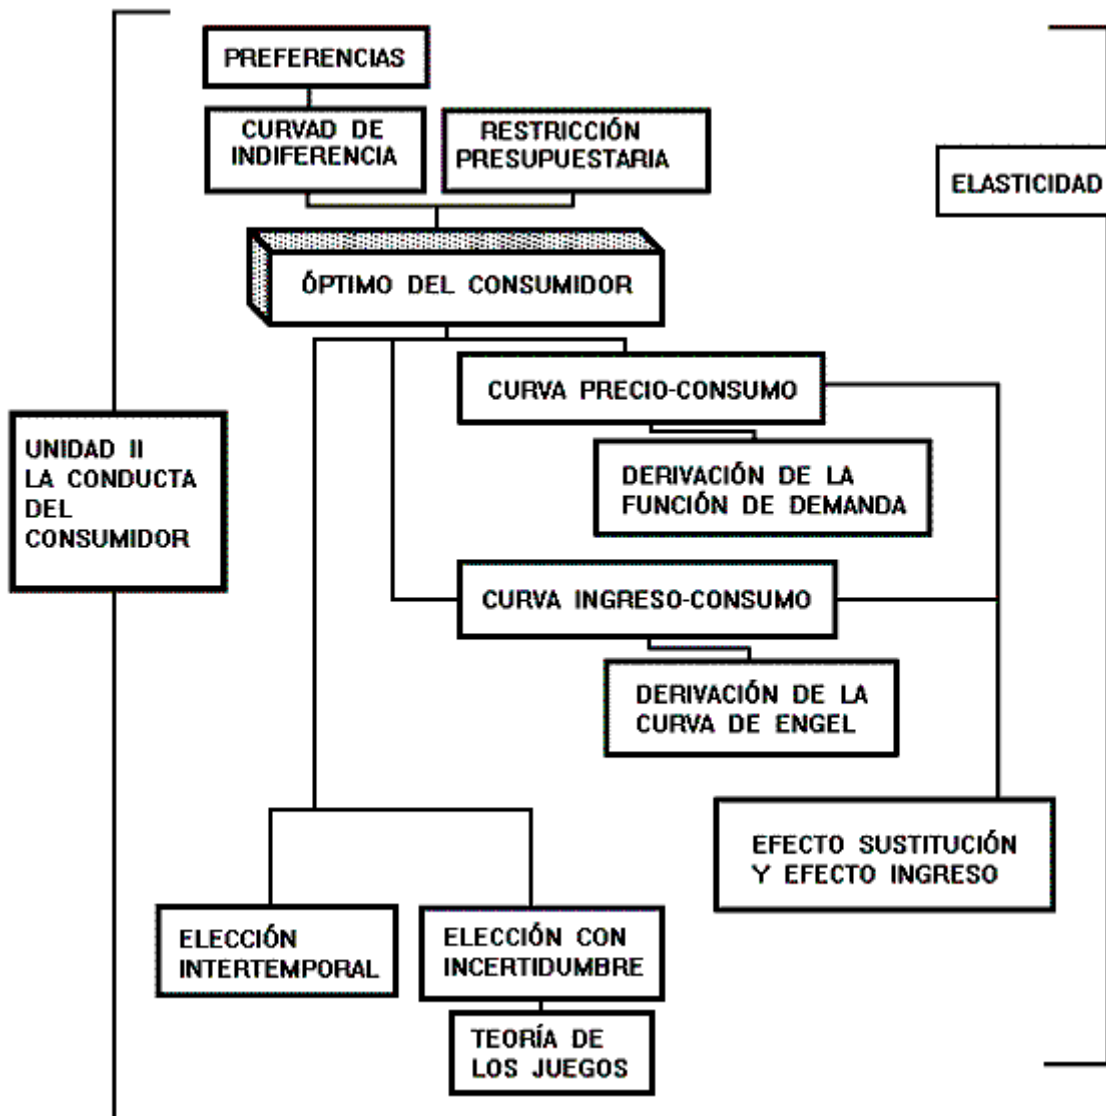 PREFERENCIAS
CURVAD DE
INDIFERENCIA
RESTRICCIÓN
PRESUPUESTARIA
ELASTICIDAD
ÓPTIMO DEL CONSUMIDOR
CURVA PRECIO-CONSUMO
UNIDAD II
LA CONDUCTA
DEL
CONSUMIDOR
DERIVACIÓN DE LA
FUNCIÓN DE DEMANDA
CURVA INGRESO-CONSUMO
DERIVACIÓN DE LA
CURVA DE ENGEL
EFECTO SUSTITUCIÓN
Y EFECTO INGRESO
ELECCIÓN
INTERTEMPORAL
ELECCIÓN CON
INCERTIDUMBRE
TEORÍA DE
LOS JUEGOS